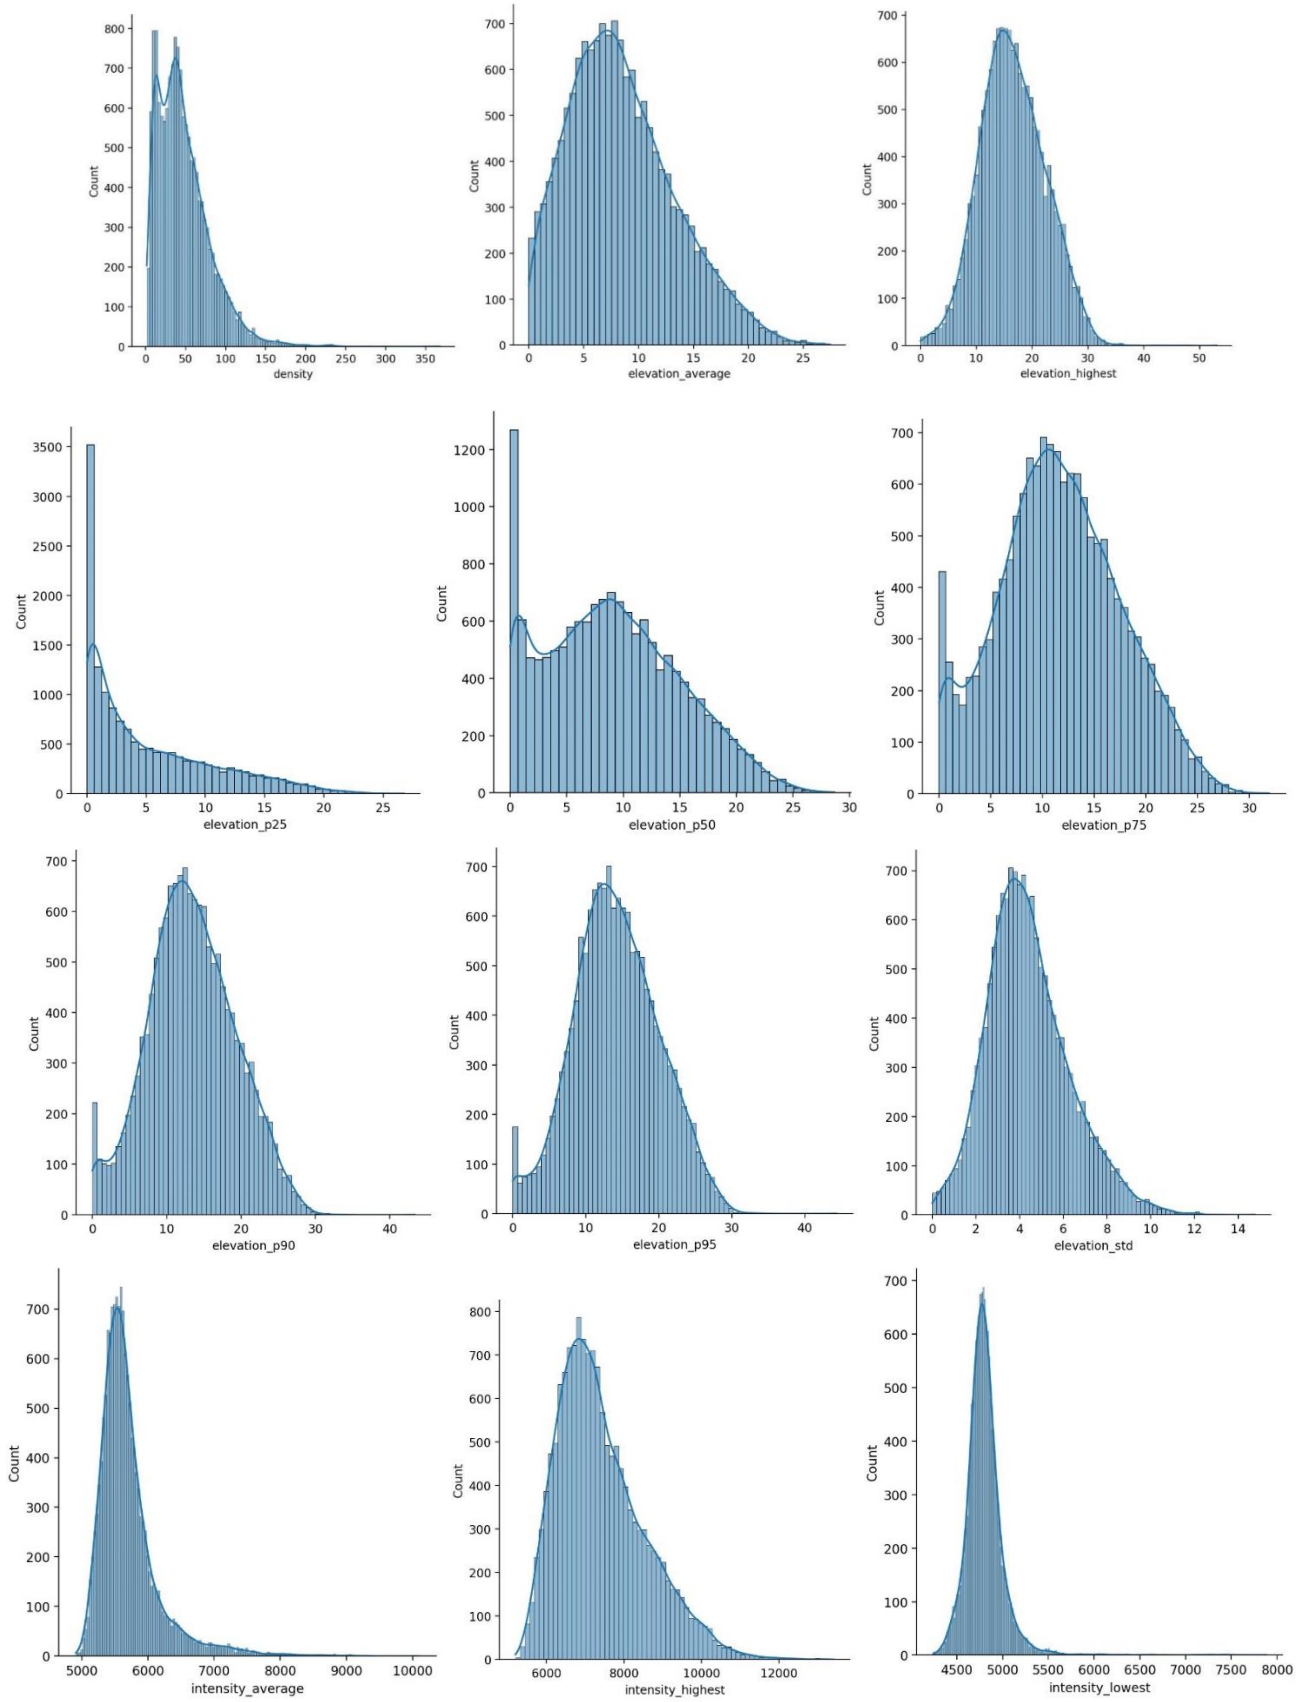 800
700
600
500
400
300
200
100
0
Count
0 50 100 150 200 250 300 350
density
700
600
500
400
300
200
100
0
Count
0 5 10 15 20 25
elevation_average
700
600
500
400
300
200
100
0
Count
0 10 20 30 40 50
elevation_highest
3500
3000
2500
2000
1500
1000
500
0
Count
0 5 10 15 20 25
elevation_p25
1200
1000
800
600
400
200
0
Count
0 5 10 15 20 25 30
elevation_p50
700
600
500
400
300
200
100
0
Count
0 5 10 15 20 25 30
elevation_p75
700
600
500
400
300
200
100
0
Count
0 10 20 30 40
elevation_p90
700
600
500
400
300
200
100
0
Count
0 10 20 30 40
elevation_p95
700
600
500
400
300
200
100
0
Count
0 2 4 6 8 10 12 14
elevation_std
700
600
500
400
300
200
100
0
Count
5000 6000 7000 8000 9000 10000
intensity_average
800
700
600
500
400
300
200
100
0
Count
6000 8000 10000 12000
intensity_highest
700
600
500
400
300
200
100
0
Count
4500 5000 5500 6000 6500 7000 7500 8000
intensity_lowest